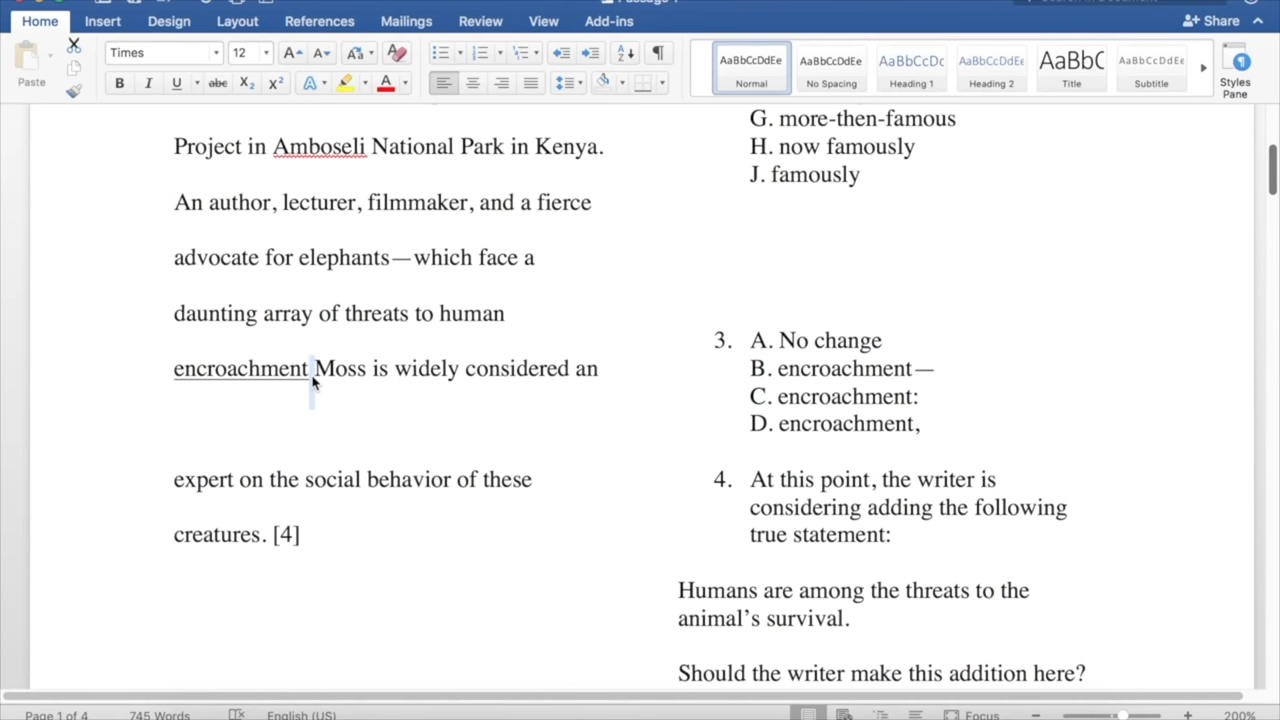 Home Insert Design Layout References Mailings Review View Add-ins Share
Paste Times 12 Aa
B I U abc X₂ X² A A
AaBbCcDdEe AaBbCcDdEe AaBbCcDc AaBbCcDdEe AaBbC AaBbCcDdEe
Normal No Spacing Heading 1 Heading 2 Title Subtitle
Styles
Pane
Project in Amboseli National Park in Kenya.
An author, lecturer, filmmaker, and a fierce
advocate for elephants—which face a
daunting array of threats to human
encroachment Moss is widely considered an
expert on the social behavior of these
creatures. [4]
G. more-then-famous
H. now famously
J. famously
3. A. No change
B. encroachment—
C. encroachment:
D. encroachment,
4. At this point, the writer is
considering adding the following
true statement:
Humans are among the threats to the
animal’s survival.
Should the writer make this addition here?
Page 1 of 4 745 Words English (US) Focus 200%